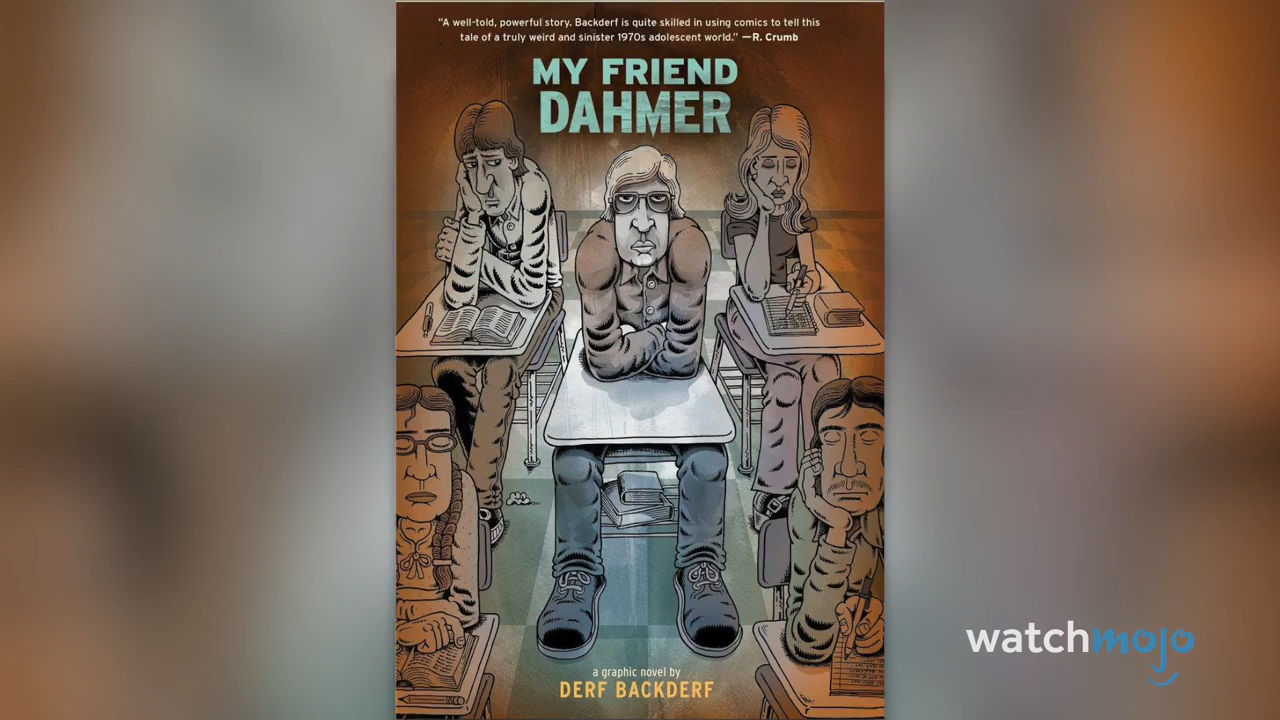 "A well-told, powerful story. Backderf is quite skilled in using comics to tell this
tale of a truly weird and sinister 1970s adolescent world." —R. Crumb
MY FRIEND
DAHMER
a graphic novel by
DERF BACKDERF
watchmojo